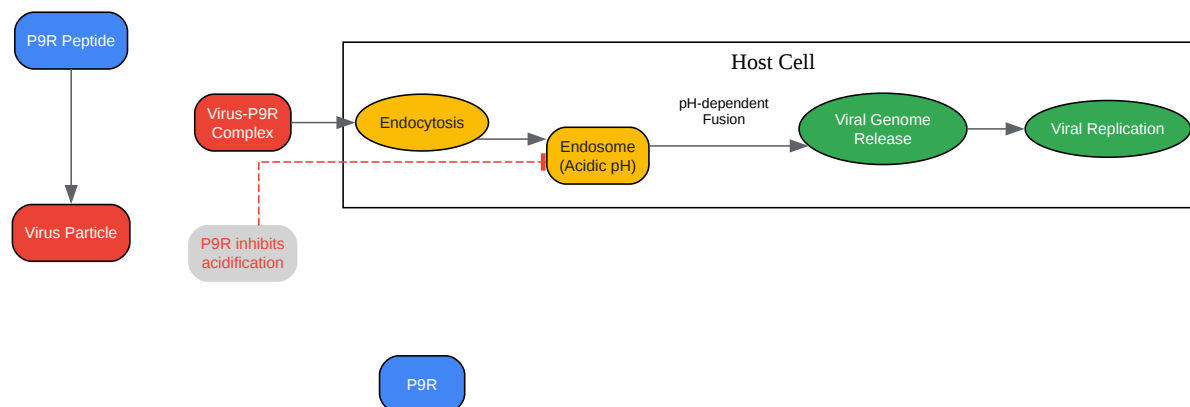 P9R Peptide
Host Cell
Virus-P9R
Complex
Endocytosis
pH-dependent
Fusion
Viral Genome
Release
Viral Replication
Endosome
(Acidic pH)
Virus Particle
P9R inhibits
acidification
P9R